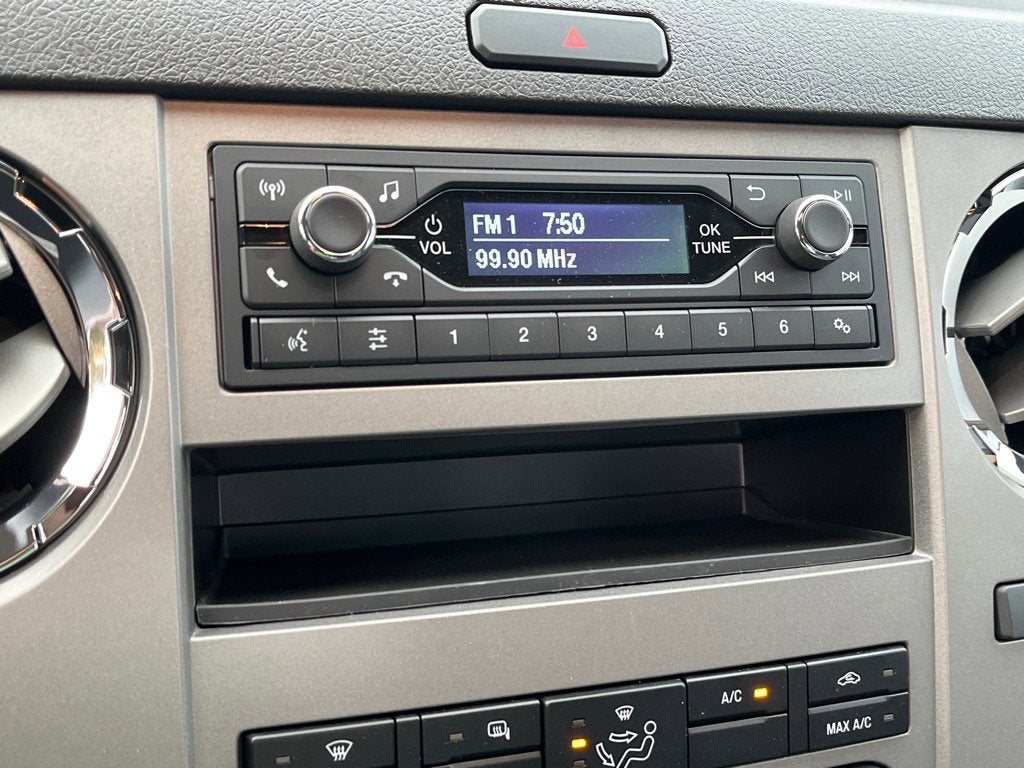 FM 1 7:50
99.90 MHz
VOL
OK
TUNE
1 2 3 4 5 6
A/C
MAX A/C